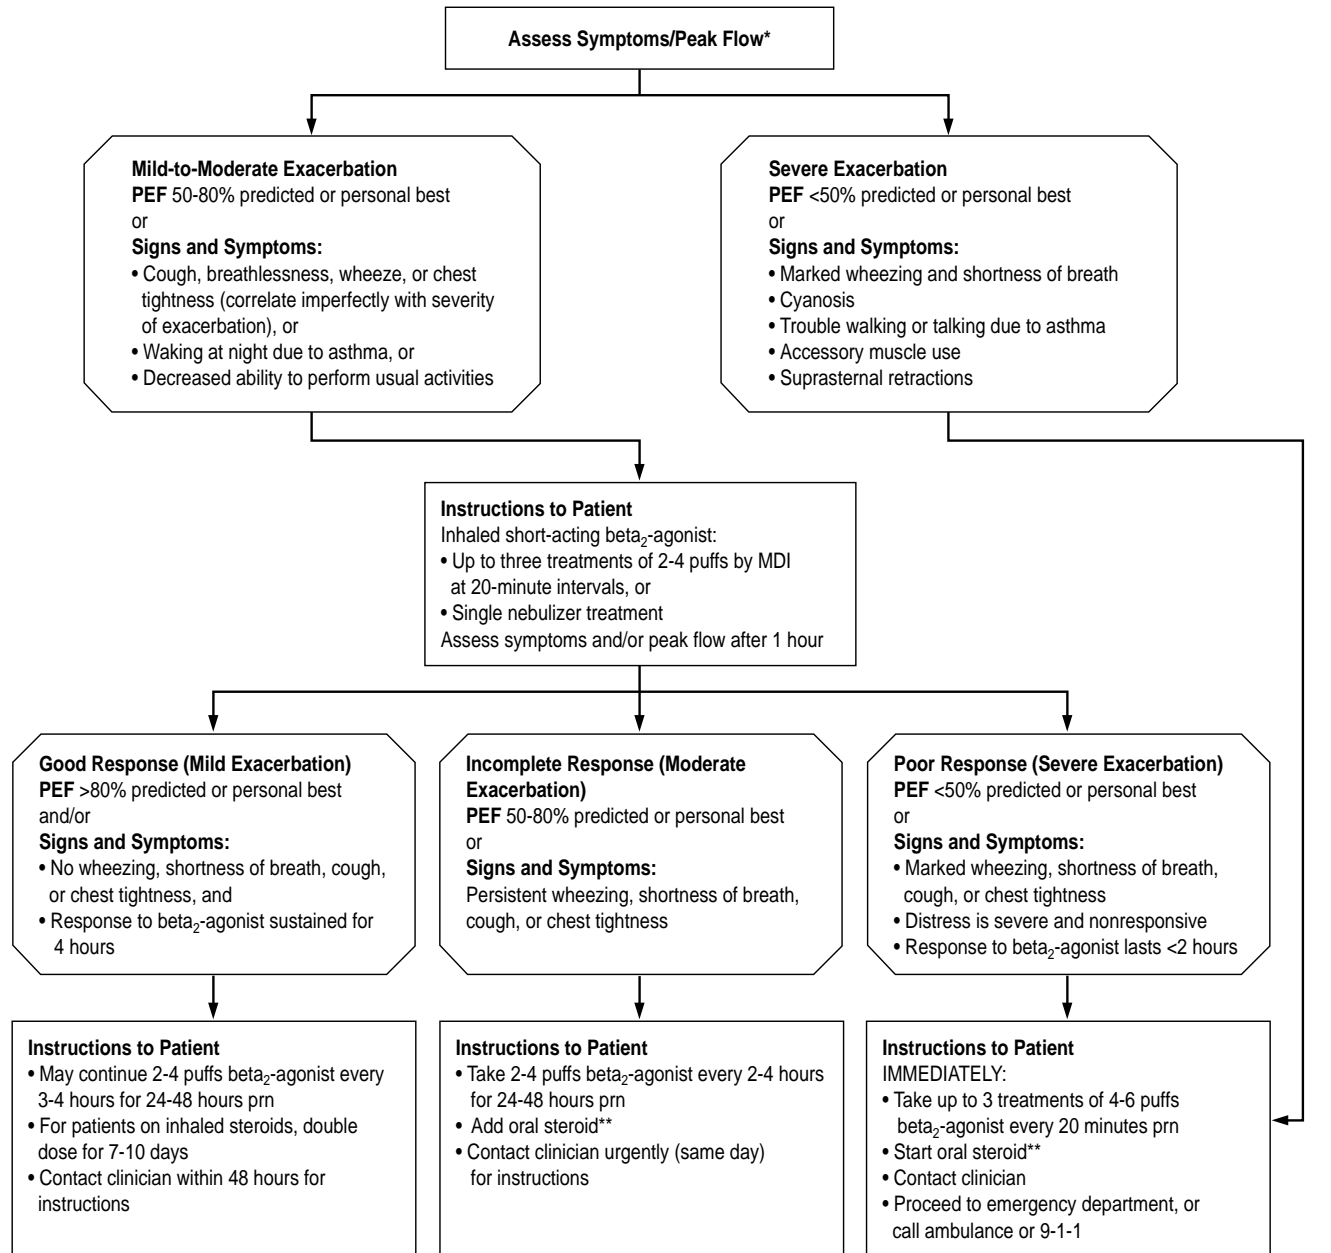 Assess Symptoms/Peak Flow*
Mild-to-Moderate Exacerbation
PEF 50-80% predicted or personal best
or
Signs and Symptoms:
• Cough, breathlessness, wheeze, or chest
tightness (correlate imperfectly with severity
of exacerbation), or
• Waking at night due to asthma, or
• Decreased ability to perform usual activities
Severe Exacerbation
PEF <50% predicted or personal best
or
Signs and Symptoms:
• Marked wheezing and shortness of breath
• Cyanosis
• Trouble walking or talking due to asthma
• Accessory muscle use
• Suprasternal retractions
Instructions to Patient
Inhaled short-acting beta₂-agonist:
• Up to three treatments of 2-4 puffs by MDI
at 20-minute intervals, or
• Single nebulizer treatment
Assess symptoms and/or peak flow after 1 hour
Good Response (Mild Exacerbation)
PEF >80% predicted or personal best
and/or
Signs and Symptoms:
• No wheezing, shortness of breath, cough,
or chest tightness, and
• Response to beta₂-agonist sustained for
4 hours
Incomplete Response (Moderate
Exacerbation)
PEF 50-80% predicted or personal best
or
Signs and Symptoms:
Persistent wheezing, shortness of breath,
cough, or chest tightness
Poor Response (Severe Exacerbation)
PEF <50% predicted or personal best
or
Signs and Symptoms:
• Marked wheezing, shortness of breath,
cough, or chest tightness
• Distress is severe and nonresponsive
• Response to beta₂-agonist lasts <2 hours
Instructions to Patient
• May continue 2-4 puffs beta₂-agonist every
3-4 hours for 24-48 hours prn
• For patients on inhaled steroids, double
dose for 7-10 days
• Contact clinician within 48 hours for
instructions
Instructions to Patient
• Take 2-4 puffs beta₂-agonist every 2-4 hours
for 24-48 hours prn
• Add oral steroid**
• Contact clinician urgently (same day)
for instructions
Instructions to Patient
IMMEDIATELY:
• Take up to 3 treatments of 4-6 puffs
beta₂-agonist every 20 minutes prn
• Start oral steroid**
• Contact clinician
• Proceed to emergency department, or
call ambulance or 9-1-1